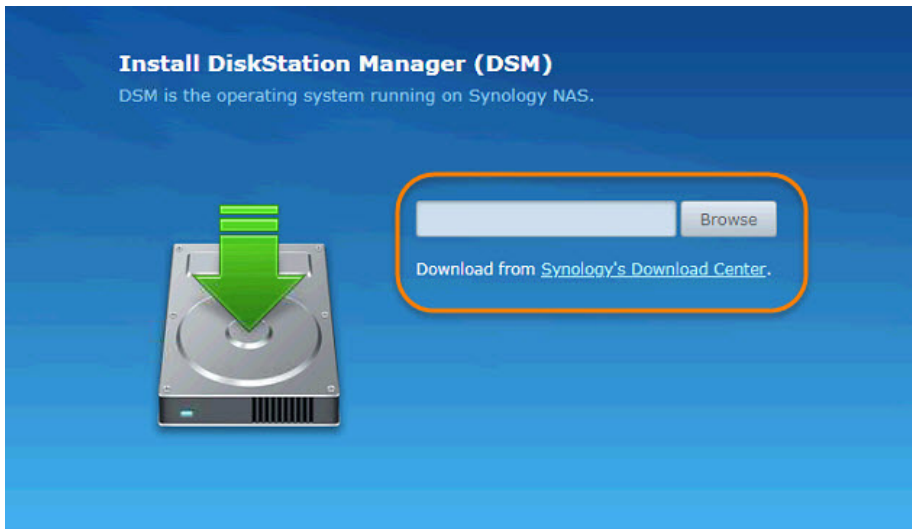 Install DiskStation Manager (DSM)
DSM is the operating system running on Synology NAS.
Browse
Download from Synology's Download Center.